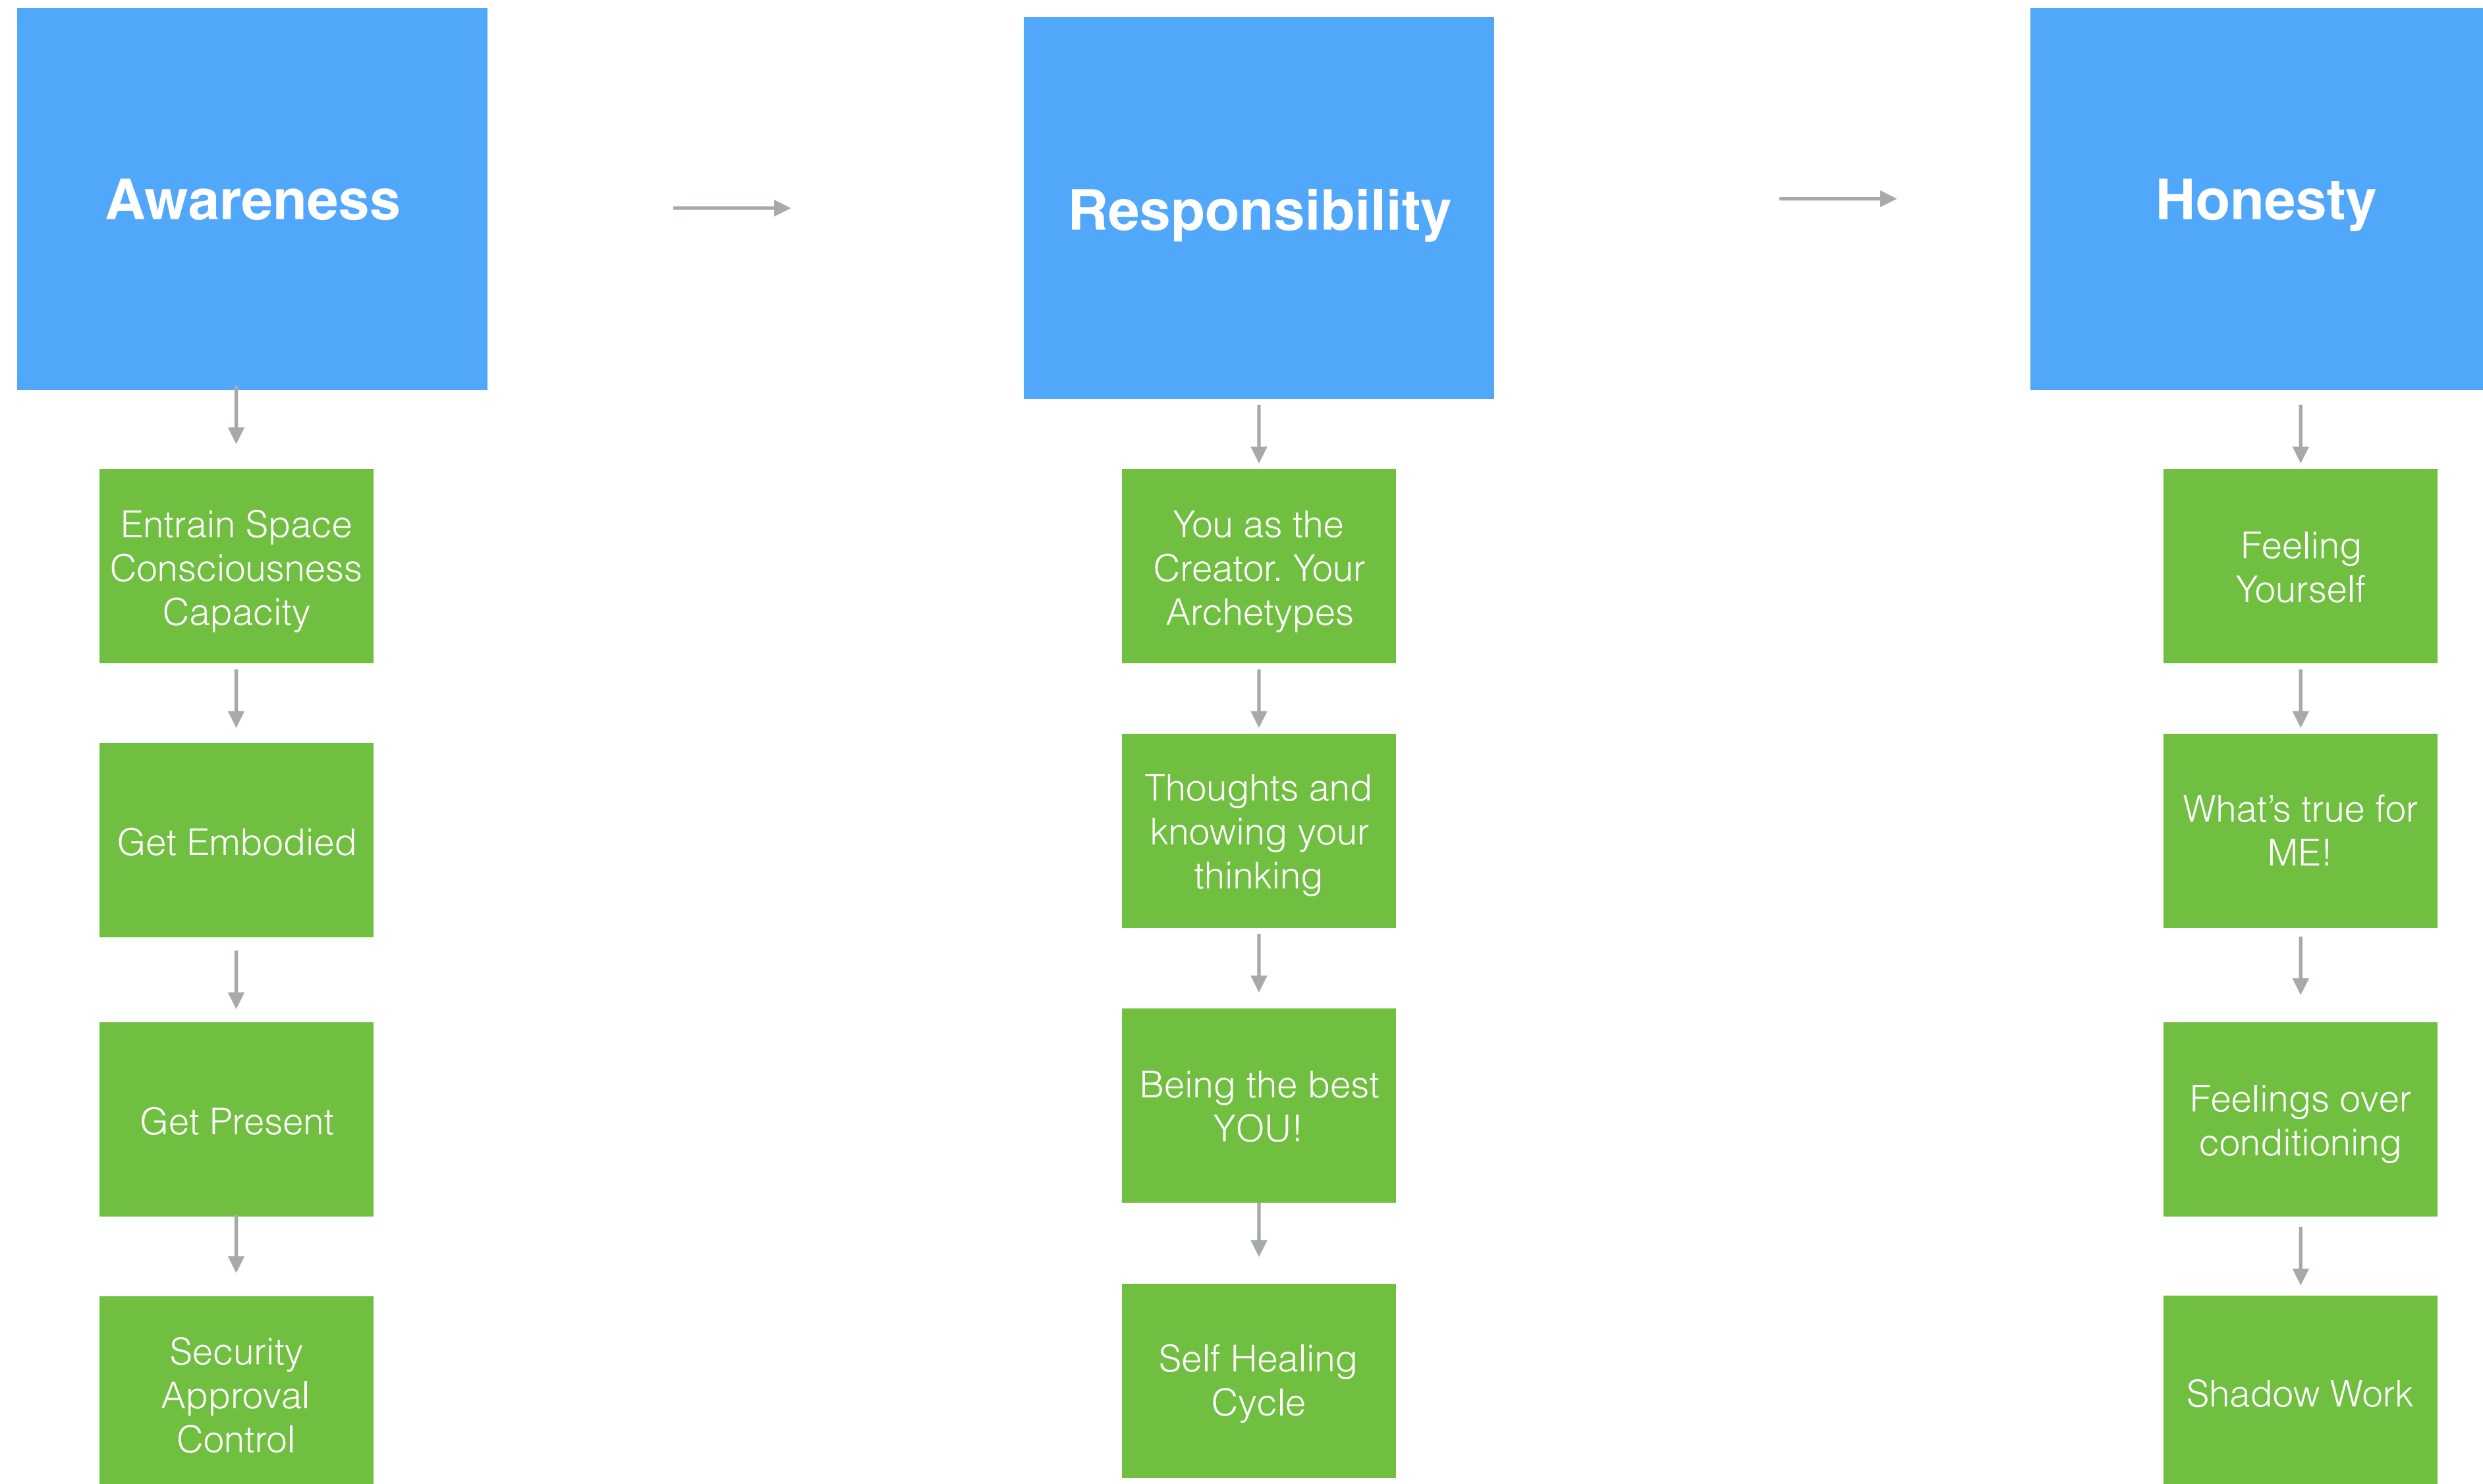 Awareness
Responsibility
Honesty
Entrain Space
Consciousness
Capacity
Get Embodied
Get Present
Security
Approval
Control
You as the
Creator. Your
Archetypes
Thoughts and
knowing your
thinking
Being the best
YOU!
Self Healing
Cycle
Feeling
Yourself
What’s true for
ME!
Feelings over
conditioning
Shadow Work